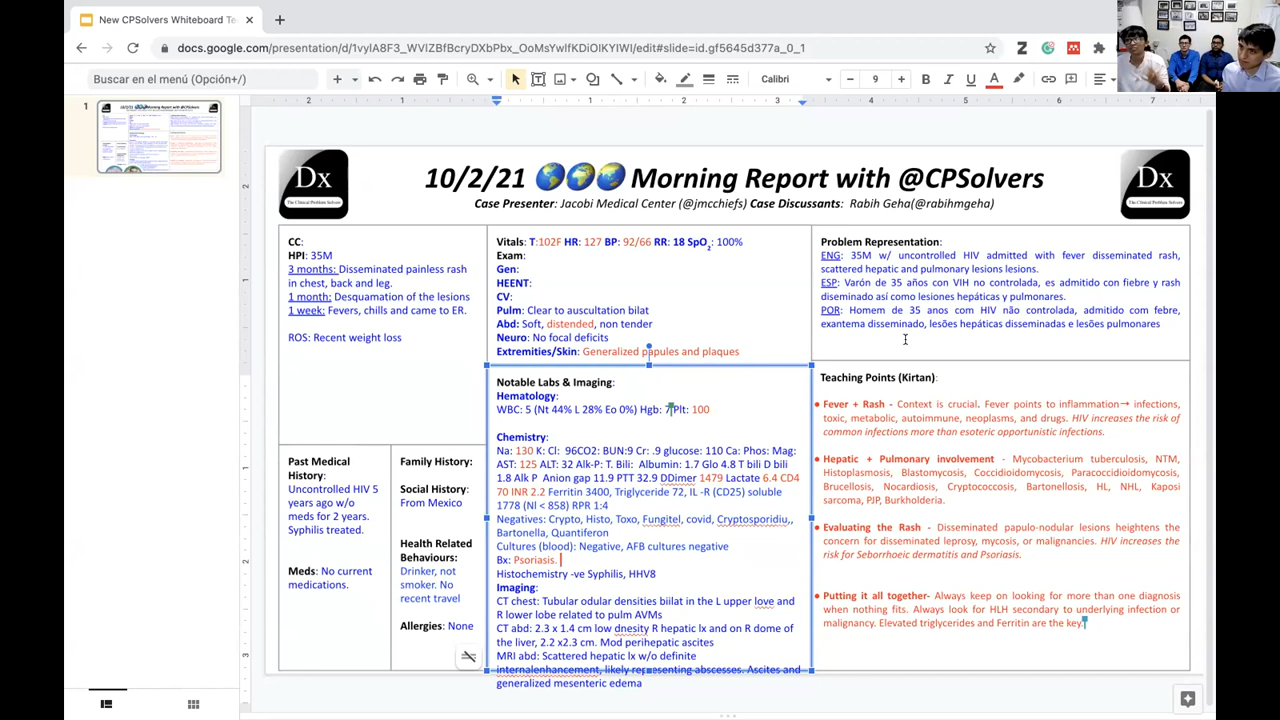 New CPSolvers Whiteboard Te
docs.google.com/presentation/d/1vyIA8F3_WVlZBfBcryDXbPbx_OoMsYwlfKDiOIKYIWI/edit#slide=id.gf5645d377a_0_1
Buscar en el menú (Opción+/)
Calibri
9
1
10/2/21 Morning Report with @CPSolvers
Case Presenter: Jacobi Medical Center (@jmcchiefs) Case Discussants: Rabih Geha(@rabihmgeha)
Dx
The Clinical Problem Solvers
Dx
The Clinical Problem Solvers
CC:
HPI: 35M
3 months: Disseminated painless rash
in chest, back and leg.
1 month: Desquamation of the lesions
1 week: Fevers, chills and came to ER.
ROS: Recent weight loss
Past Medical
History:
Uncontrolled HIV 5
years ago w/o
meds for 2 years.
Syphilis treated.
Meds: No current
medications.
Family History:
Social History:
From Mexico
Health Related
Behaviours:
Drinker, not
smoker. No
recent travel
Allergies: None
Vitals: T:102F HR: 127 BP: 92/66 RR: 18 SpO2: 100%
Exam:
Gen:
HEENT:
CV:
Pulm: Clear to auscultation bilat
Abd: Soft, distended, non tender
Neuro: No focal deficits
Extremities/Skin: Generalized papules and plaques
Notable Labs & Imaging:
Hematology:
WBC: 5 (Nt 44% L 28% Eo 0%) Hgb: 7 Plt: 100
Chemistry:
Na: 130 K: Cl: 96CO2: BUN:9 Cr: .9 glucose: 110 Ca: Phos: Mag:
AST: 125 ALT: 32 Alk-P: T. Bili: Albumin: 1.7 Glo 4.8 T bili D bili
1.8 Alk P Anion gap 11.9 PTT 32.9 DDimer 1479 Lactate 6.4 CD4
70 INR 2.2 Ferritin 3400, Triglyceride 72, IL -R (CD25) soluble
1778 (Nl < 858) RPR 1:4
Negatives: Crypto, Histo, Toxo, Fungitel, covid, Cryptosporidiu,,
Bartonella, Quantiferon
Cultures (blood): Negative, AFB cultures negative
Bx: Psoriasis.
Histochemistry -ve Syphilis, HHV8
Imaging:
CT chest: Tubular odular densities biilat in the L upper love and
R lower lobe related to pulm AVMs
CT abd: 2.3 x 1.4 cm low dnesity R hepatic lx and on R dome of
the liver, 2.2 x2.3 cm. Mod perihepatic ascites
MRI abd: Scattered hepatic lx w/o definite
internalenhancement, likely representing abscesses. Ascites and
generalized mesenteric edema
Problem Representation:
ENG: 35M w/ uncontrolled HIV admitted with fever disseminated rash,
scattered hepatic and pulmonary lesions lesions.
ESP: Varón de 35 años con VIH no controlada, es admitido con fiebre y rash
diseminado así como lesiones hepáticas y pulmonares.
POR: Homem de 35 anos com HIV não controlada, admitido com febre,
exantema disseminado, lesões hepáticas disseminadas e lesões pulmonares
Teaching Points (Kirtan):
Fever + Rash - Context is crucial. Fever points to inflammation→ infections,
toxic, metabolic, autoimmune, neoplasms, and drugs. HIV increases the risk of
common infections more than esoteric opportunistic infections.
Hepatic + Pulmonary involvement - Mycobacterium tuberculosis, NTM,
Histoplasmosis, Blastomycosis, Coccidioidomycosis, Paracoccidioidomycosis,
Brucellosis, Nocardiosis, Cryptococcosis, Bartonellosis, HL, NHL, Kaposi
sarcoma, PJP, Burkholderia.
Evaluating the Rash - Disseminated papulo-nodular lesions heightens the
concern for disseminated leprosy, mycosis, or malignancies. HIV increases the
risk for Seborrhoeic dermatitis and Psoriasis.
Putting it all together- Always keep on looking for more than one diagnosis
when nothing fits. Always look for HLH secondary to underlying infection or
malignancy. Elevated triglycerides and Ferritin are the key.